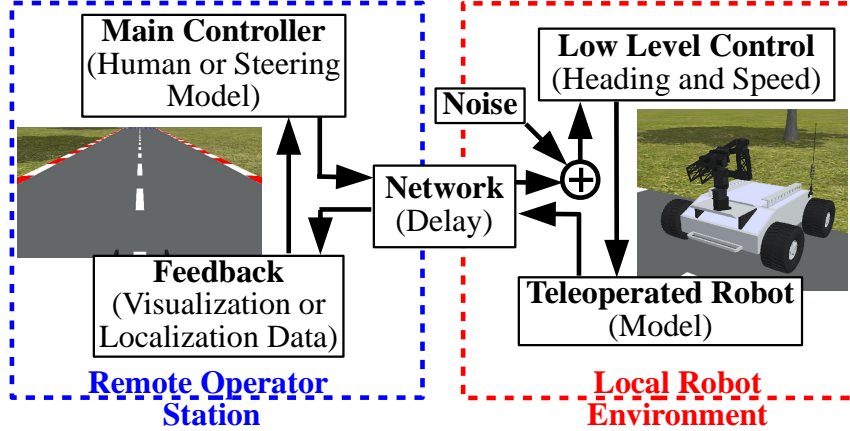 Main Controller
(Human or Steering
Model)
Feedback
(Visualization or
Localization Data)
Remote Operator
Station
Network
(Delay)
Noise
Low Level Control
(Heading and Speed)
Teleoperated Robot
(Model)
Local Robot
Environment